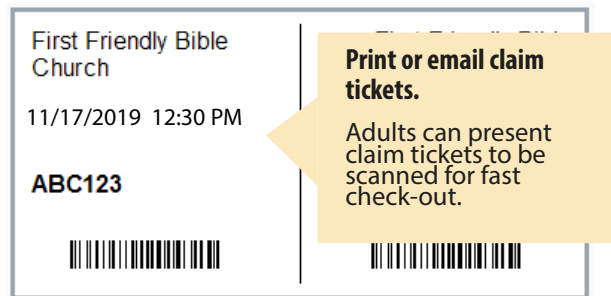 First Friendly Bible
Church
11/17/2019 12:30 PM
ABC123
Print or email claim
tickets.
Adults can present
claim tickets to be
scanned for fast
check-out.